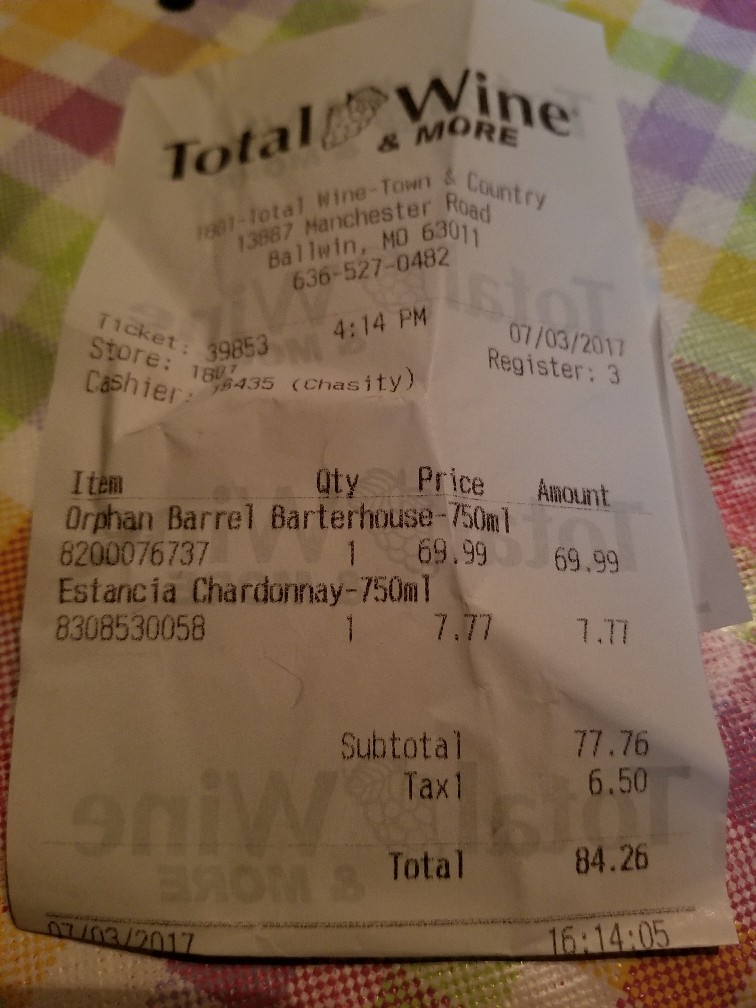 Total Wine
& MORE
1801-Total Wine-Town & Country
13887 Manchester Road
Ballwin, MO 63011
636-527-0482
Ticket: 39853 4:14 PM 07/03/2017
Store: Register: 3
Cashier: (Chasity)
Item Qty Price Amount
Orphan Barrel Barterhouse-750ml
8200076737 1 69.99 69.99
Estancia Chardonnay-750ml
8308530058 1 7.77 7.77
Subtotal 77.76
Tax1 6.50
Total 84.26
07/03/2017 16:14:05